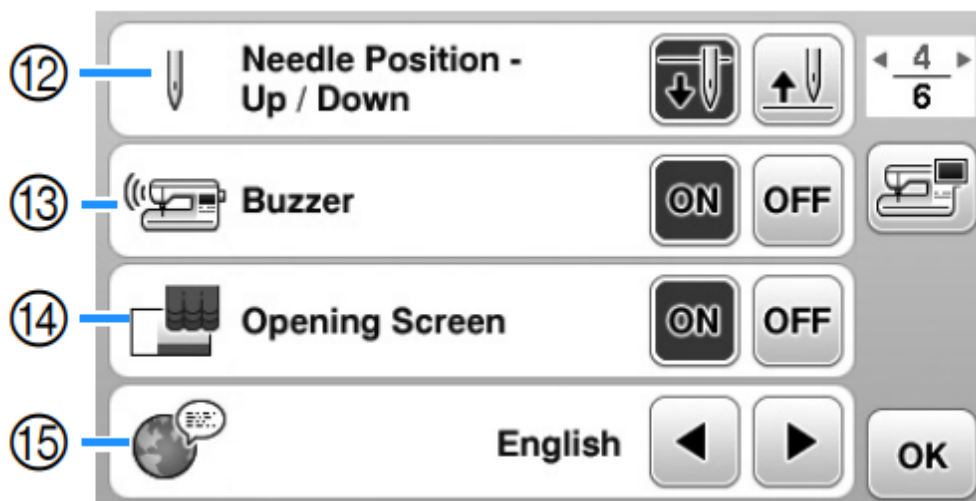 ⑫ Needle Position -
Up / Down
4
6
⑬ Buzzer ON OFF
⑭ Opening Screen ON OFF
⑮ English
OK